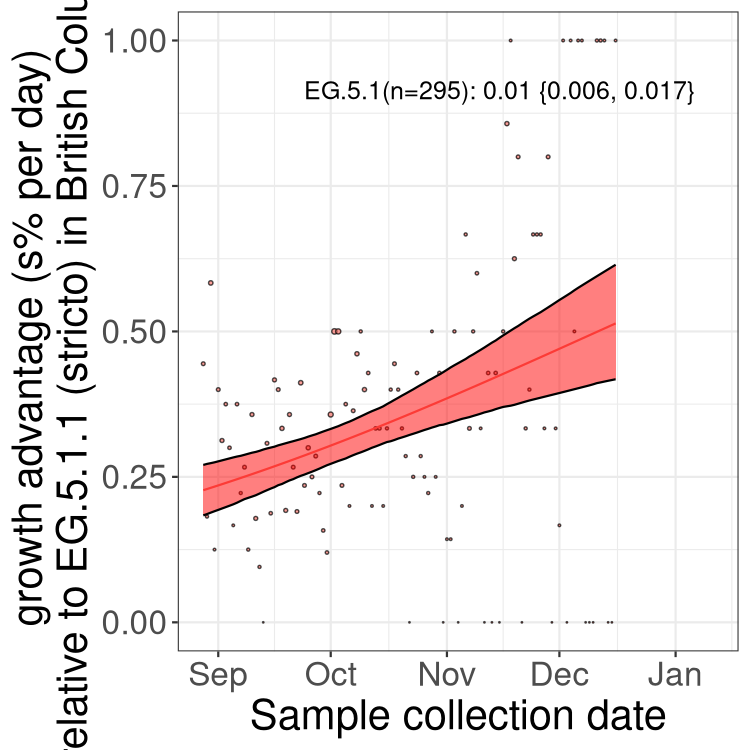 growth advantage (s% per day)
relative to EG.5.1.1 (stricto) in British
1.00
0.75
0.50
0.25
0.00
EG.5.1(n=295): 0.01 {0.006, 0.017}
Sep Oct Nov Dec Jan
Sample collection date